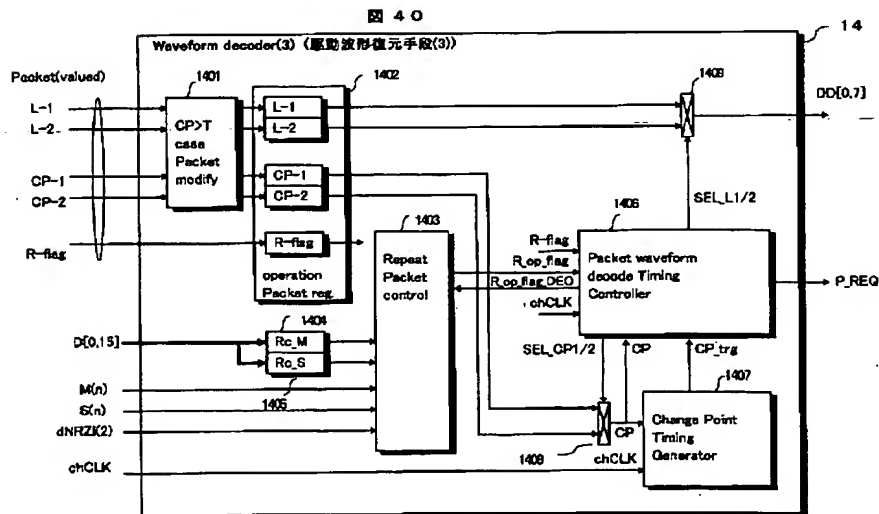 図 40
14
Waveform decoder(3) (駆動波形復元手段(3))
Packet(valued)
1401
1402
1409
L-1
L-2
CP-1
CP-2
R-flag
CP>T
case
Packet
modify
L-1
L-2
CP-1
CP-2
R-flag
operation
Packet reg.
DD[0,7]
SEL_L1/2
1403
Repeat
Packet
control
1406
R-flag
R_op_flag
R_op_flag_DEO
chCLK
Packet waveform
decode Timing
Controller
P_REQ
D[0,15]
1404
Rc_M
Rc_S
1405
M(n)
S(n)
dNRZI(2)
chCLK
SEL_CP1/2
CP
CP_trg
1407
1408
CP
chCLK
Change Point
Timing
Generator